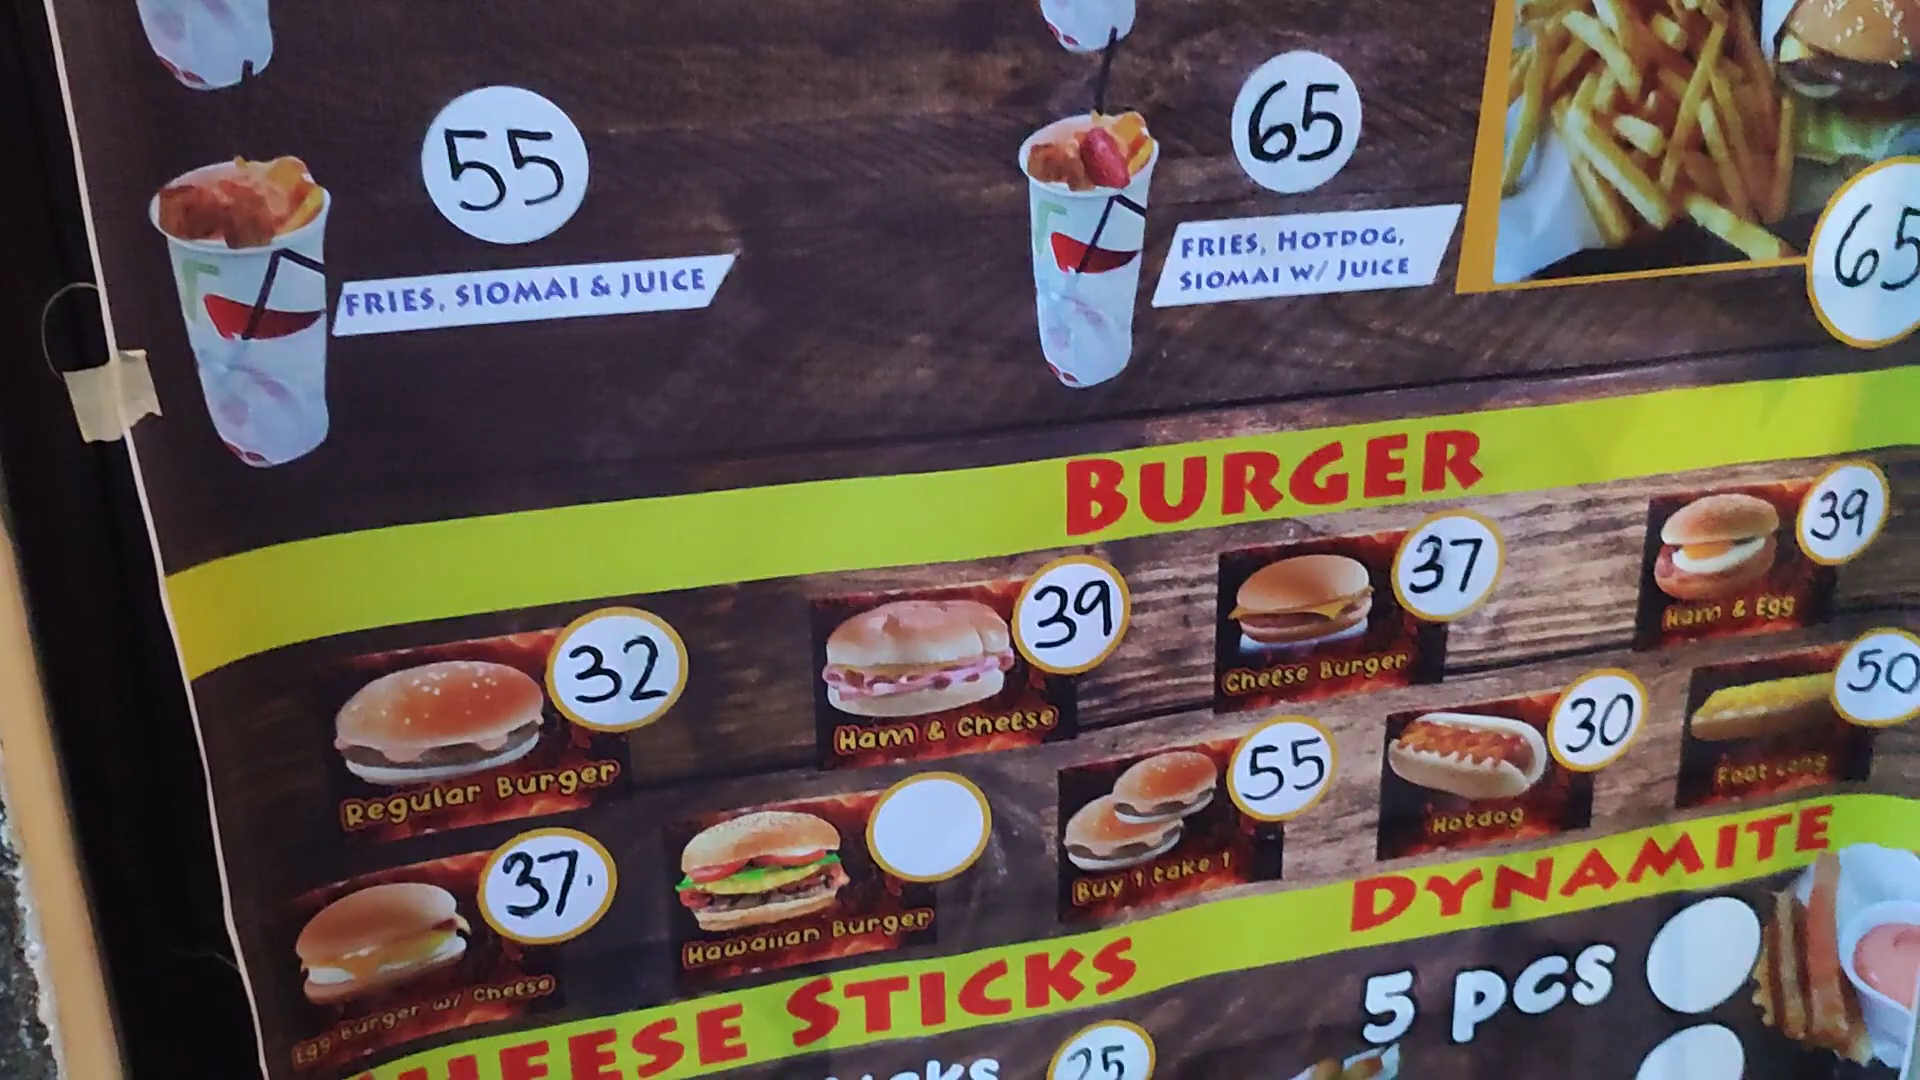 55
FRIES, SIOMAI & JUICE
65
FRIES, HOTDOG,
SIOMAI W/ JUICE
65
BURGER
32
Regular Burger
39
Ham & Cheese
37
Cheese Burger
39
Ham & Egg
37.
Egg Burger w/ Cheese
Hawaiian Burger
55
Buy 1 take 1
30
Hotdog
50
Foot Long
CHEESE STICKS
25
DYNAMITE
5 pcs